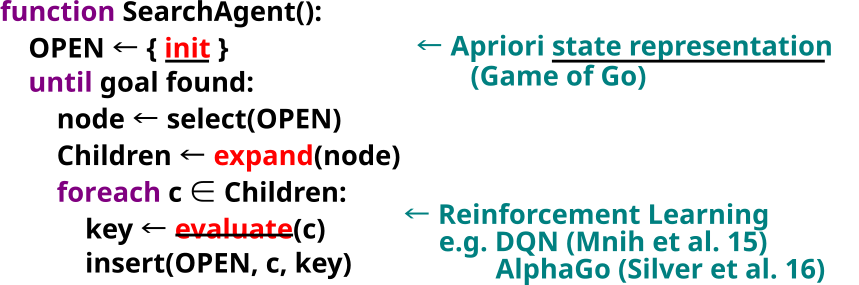 function SearchAgent():
OPEN ← { init }
← Apriori state representation
(Game of Go)
until goal found:
node ← select(OPEN)
Children ← expand(node)
foreach c ∈ Children:
key ← evaluate(c)
← Reinforcement Learning
e.g. DQN (Mnih et al. 15)
insert(OPEN, c, key)
AlphaGo (Silver et al. 16)